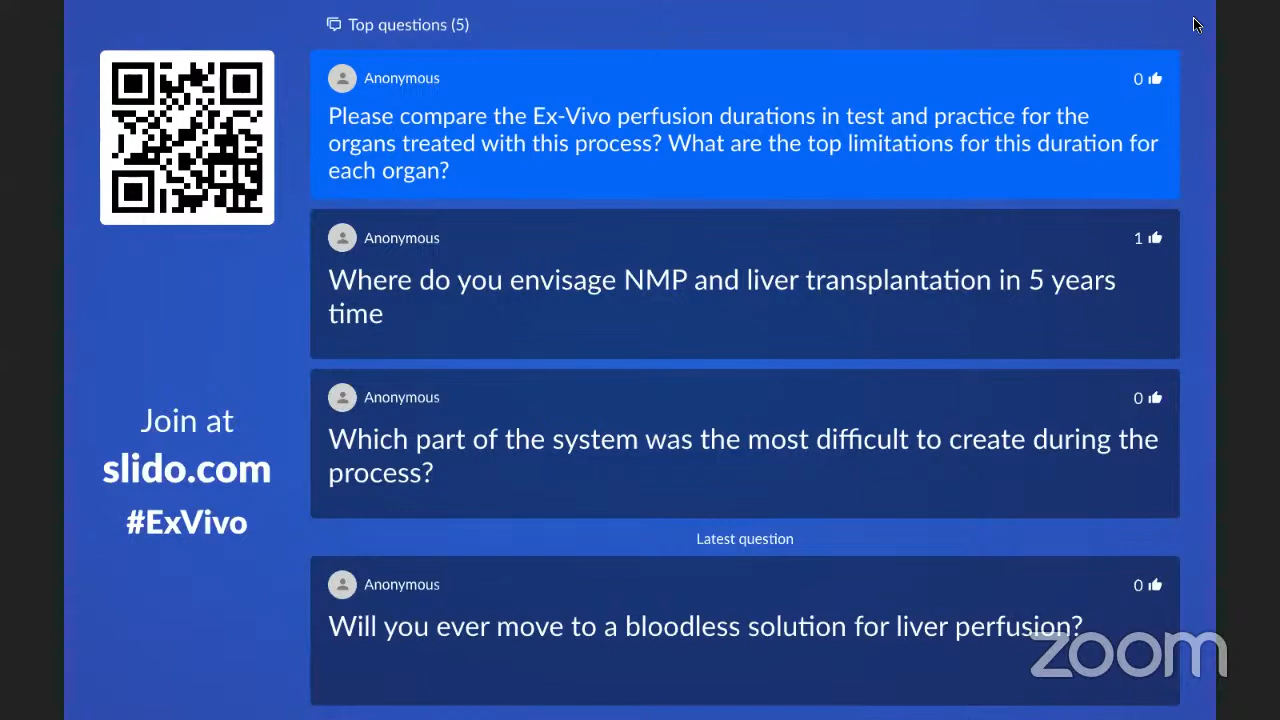 Top questions (5)
Anonymous
0
Please compare the Ex-Vivo perfusion durations in test and practice for the
organs treated with this process? What are the top limitations for this duration for
each organ?
Anonymous
1
Where do you envisage NMP and liver transplantation in 5 years
time
Anonymous
0
Which part of the system was the most difficult to create during the
process?
Join at
slido.com
#ExVivo
Latest question
Anonymous
0
Will you ever move to a bloodless solution for liver perfusion?
zoom